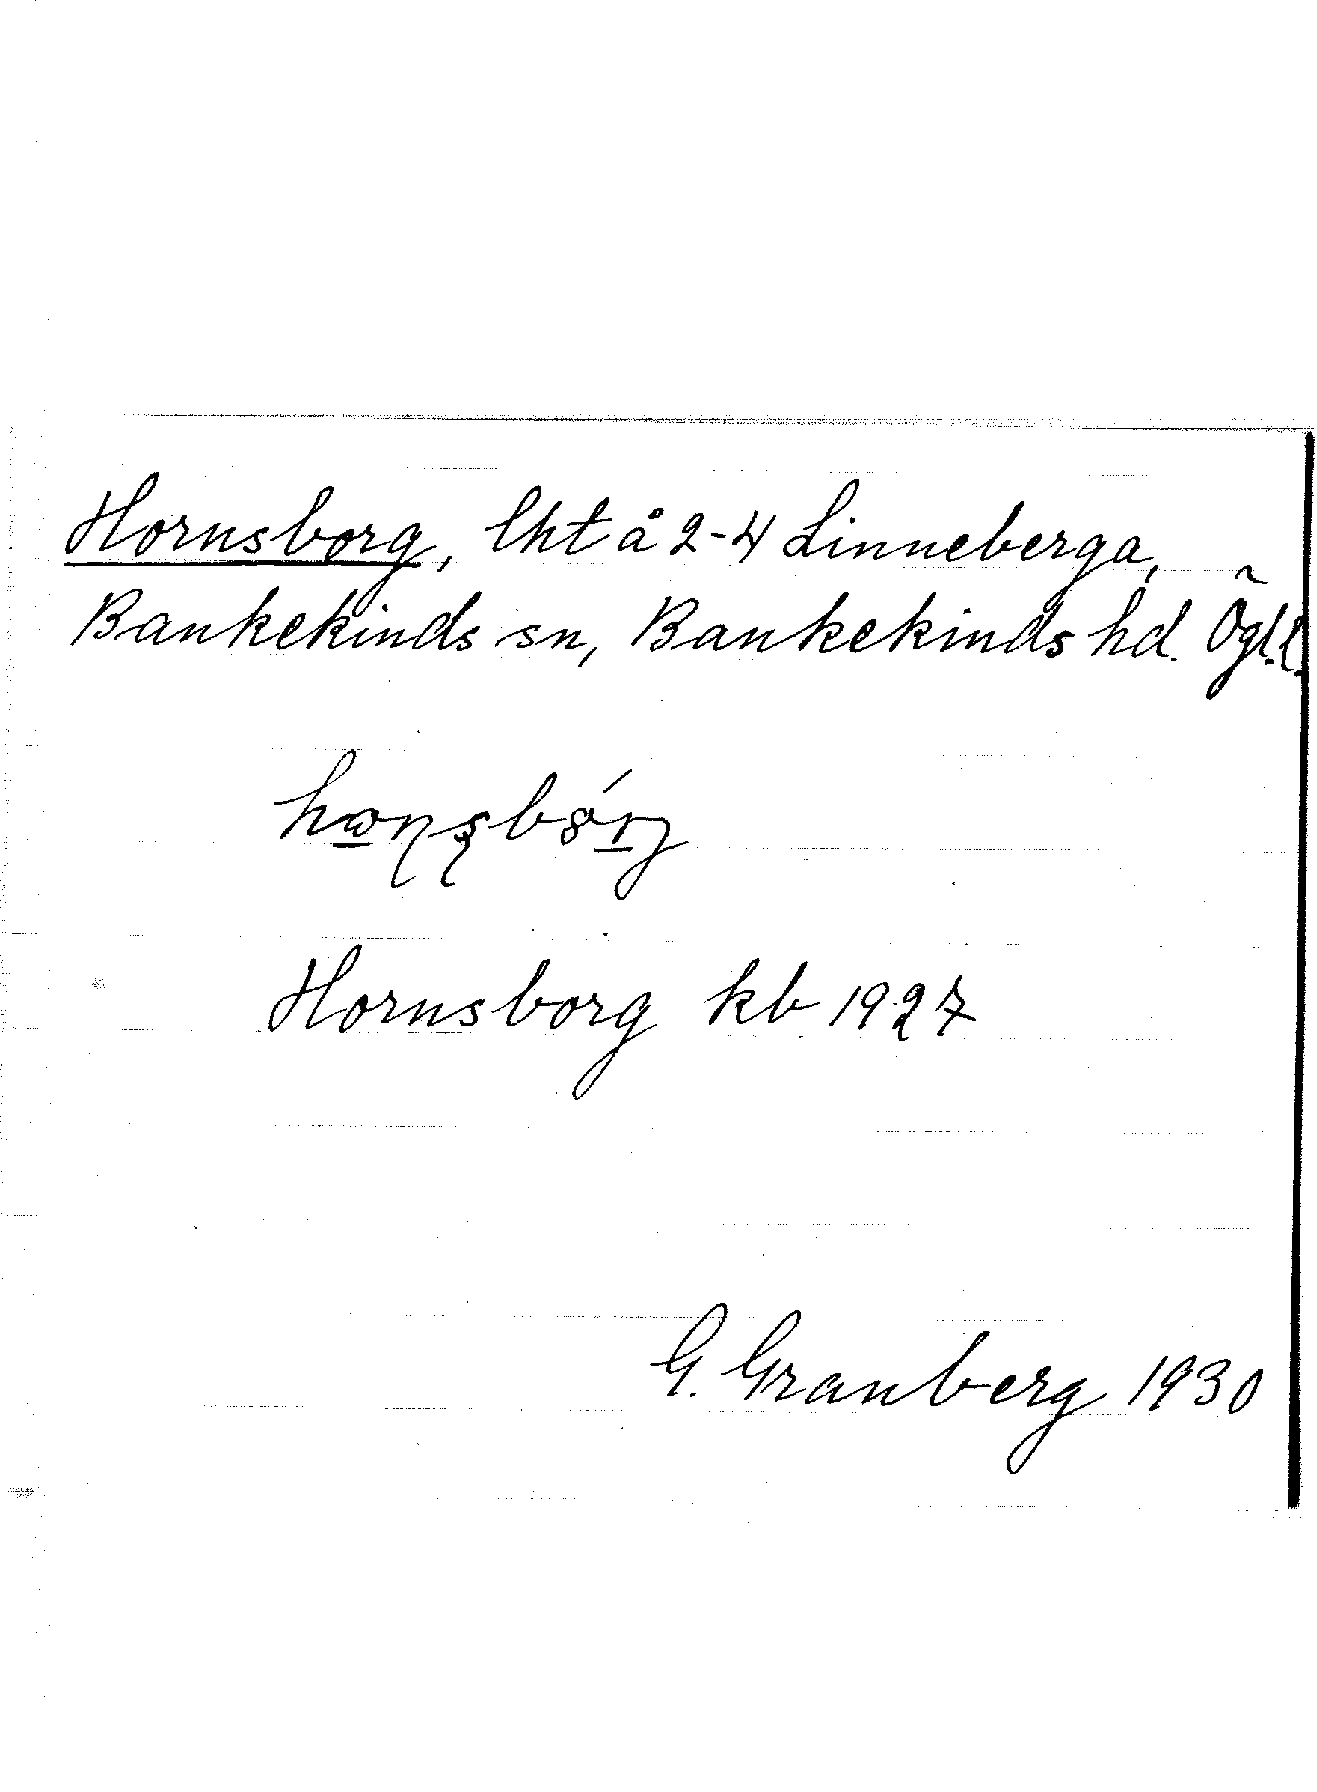 Hornsborg, lht å 2-4 Linneberga,
Bankekinds sn, Bankekinds hd. Ögl.l.
Hornsborg kb 1927
G. Granberg 1930